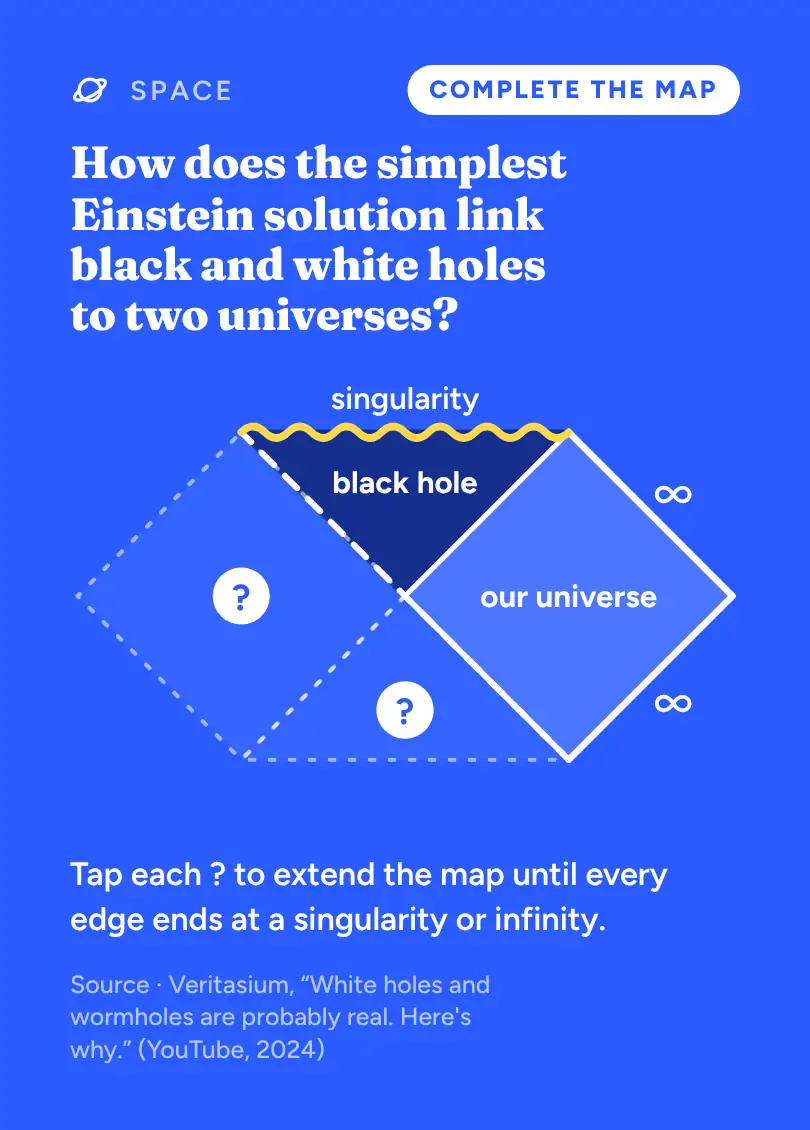 SPACE
COMPLETE THE MAP
How does the simplest
Einstein solution link
black and white holes
to two universes?
singularity
black hole
∞
?
our universe
?
∞
Tap each ? to extend the map until every
edge ends at a singularity or infinity.
Source · Veritasium, “White holes and
wormholes are probably real. Here's
why.” (YouTube, 2024)